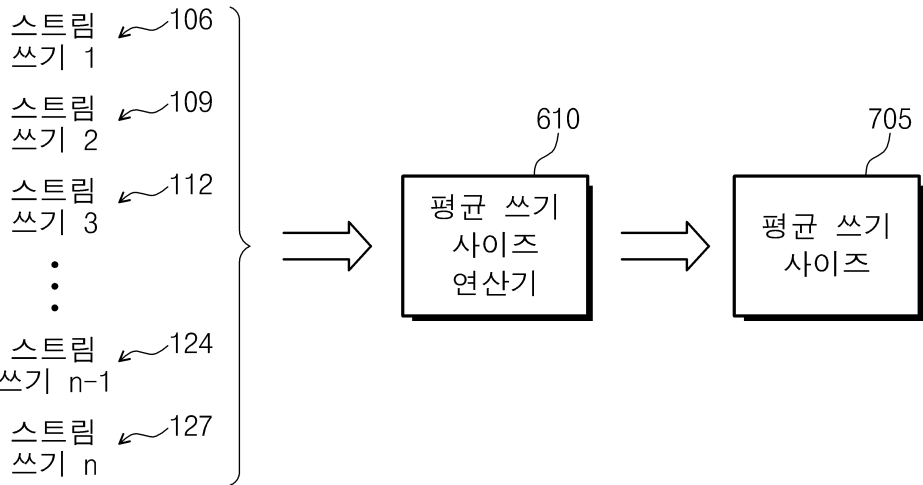 스트림
쓰기 1
106
스트림
쓰기 2
109
스트림
쓰기 3
112
스트림
쓰기 n-1
124
스트림
쓰기 n
127
610
평균 쓰기
사이즈
연산기
705
평균 쓰기
사이즈